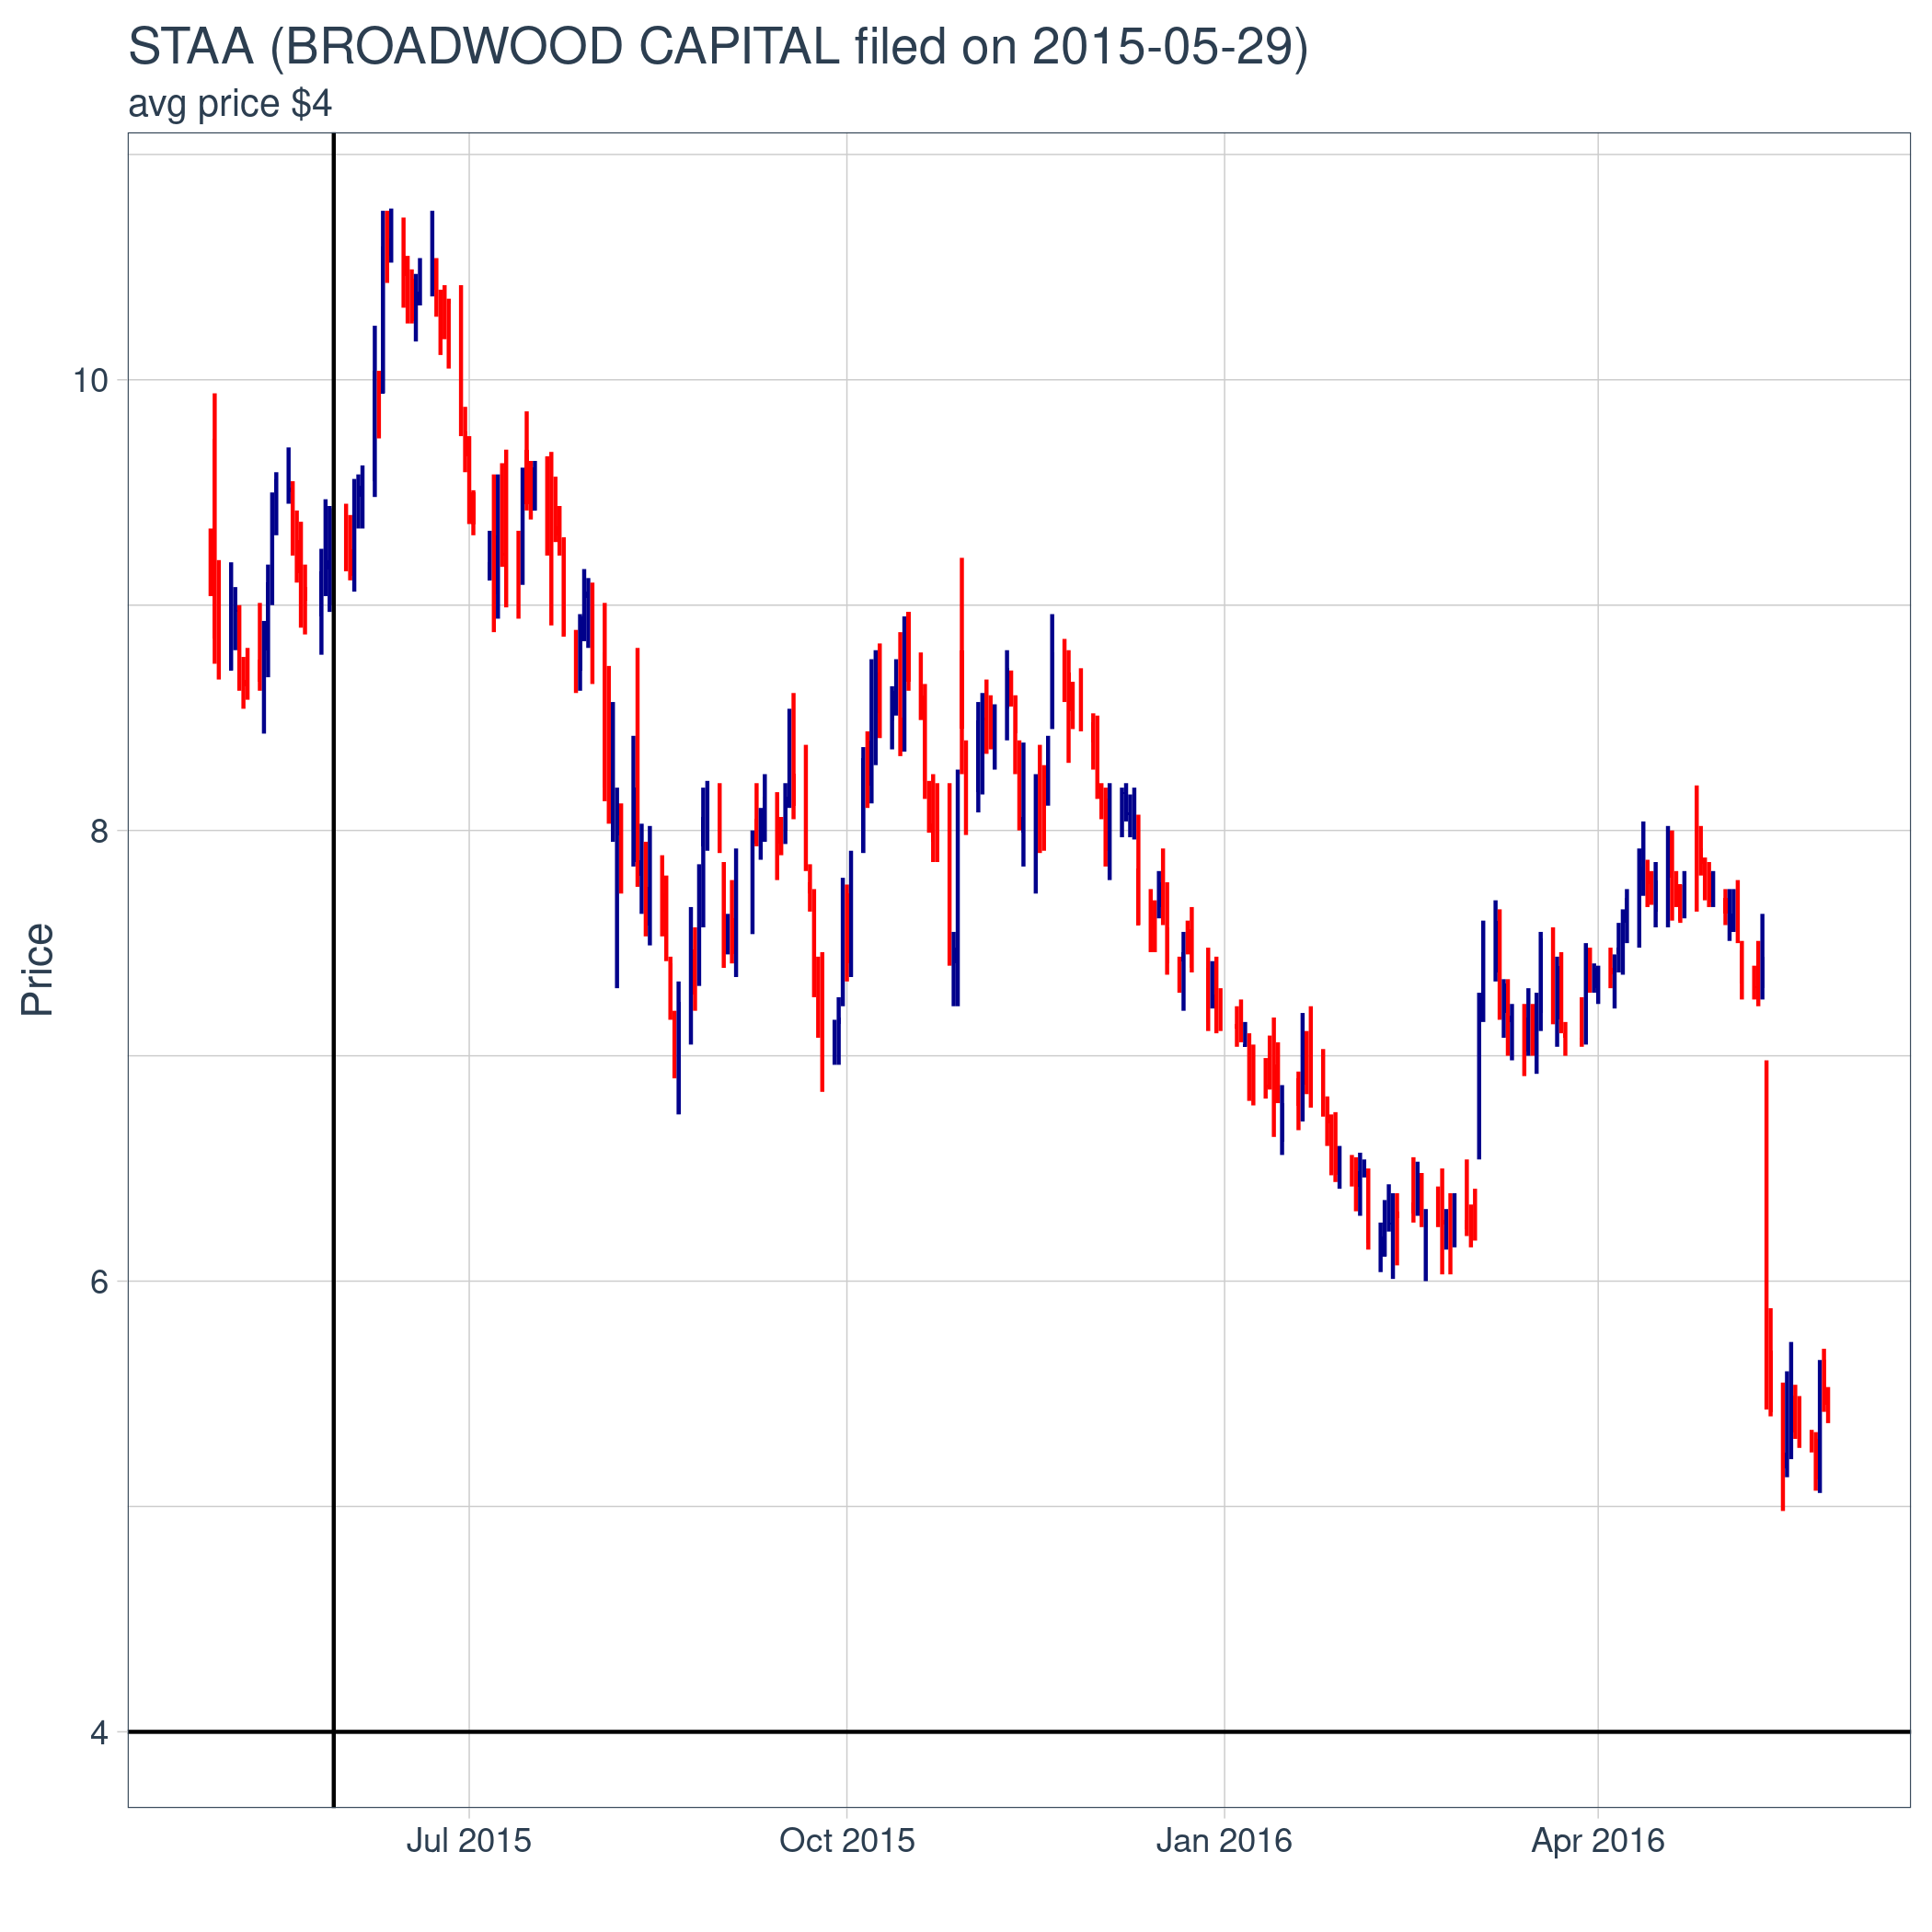 STAA (BROADWOOD CAPITAL filed on 2015-05-29)
avg price $4
Price
10
8
6
4
Jul 2015
Oct 2015
Jan 2016
Apr 2016